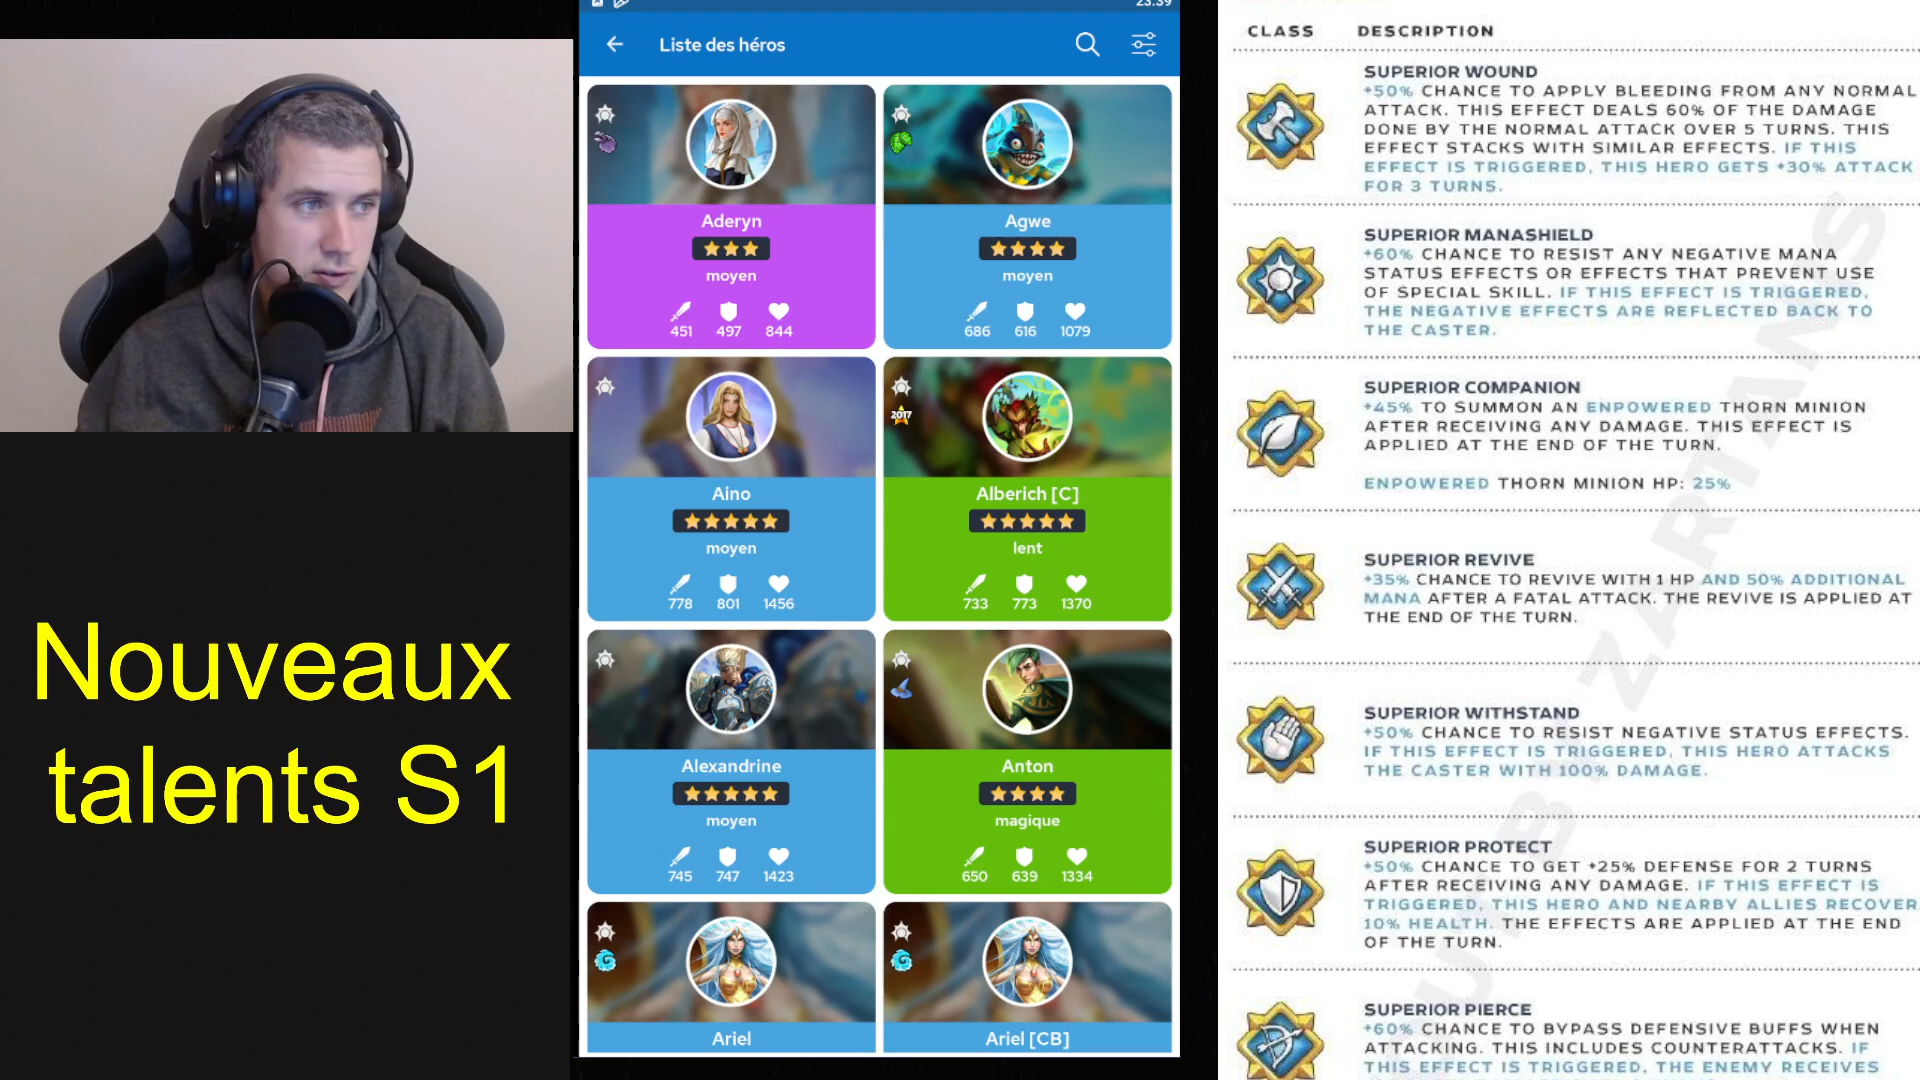 23:39
Liste des héros
Aderyn
moyen
451 497 844
Agwe
moyen
686 616 1079
Aino
moyen
778 801 1456
2017
Alberich [C]
lent
733 773 1370
Alexandrine
moyen
745 747 1423
Anton
magique
650 639 1334
Ariel
Ariel [CB]
Nouveaux
talents S1
CLASS DESCRIPTION
SUPERIOR WOUND
+50% CHANCE TO APPLY BLEEDING FROM ANY NORMAL
ATTACK. THIS EFFECT DEALS 60% OF THE DAMAGE
DONE BY THE NORMAL ATTACK OVER 5 TURNS. THIS
EFFECT STACKS WITH SIMILAR EFFECTS. IF THIS
EFFECT IS TRIGGERED, THIS HERO GETS +30% ATTACK
FOR 3 TURNS.
SUPERIOR MANASHIELD
+60% CHANCE TO RESIST ANY NEGATIVE MANA
STATUS EFFECTS OR EFFECTS THAT PREVENT USE
OF SPECIAL SKILL. IF THIS EFFECT IS TRIGGERED,
THE NEGATIVE EFFECTS ARE REFLECTED BACK TO
THE CASTER.
SUPERIOR COMPANION
+45% TO SUMMON AN ENPOWERED THORN MINION
AFTER RECEIVING ANY DAMAGE. THIS EFFECT IS
APPLIED AT THE END OF THE TURN.
ENPOWERED THORN MINION HP: 25%
SUPERIOR REVIVE
+35% CHANCE TO REVIVE WITH 1 HP AND 50% ADDITIONAL
MANA AFTER A FATAL ATTACK. THE REVIVE IS APPLIED AT
THE END OF THE TURN.
SUPERIOR WITHSTAND
+50% CHANCE TO RESIST NEGATIVE STATUS EFFECTS.
IF THIS EFFECT IS TRIGGERED, THIS HERO ATTACKS
THE CASTER WITH 100% DAMAGE.
SUPERIOR PROTECT
+50% CHANCE TO GET +25% DEFENSE FOR 2 TURNS
AFTER RECEIVING ANY DAMAGE. IF THIS EFFECT IS
TRIGGERED, THIS HERO AND NEARBY ALLIES RECOVER
10% HEALTH. THE EFFECTS ARE APPLIED AT THE END
OF THE TURN.
SUPERIOR PIERCE
+60% CHANCE TO BYPASS DEFENSIVE BUFFS WHEN
ATTACKING. THIS INCLUDES COUNTERATTACKS. IF
THIS EFFECT IS TRIGGERED, THE ENEMY RECEIVES